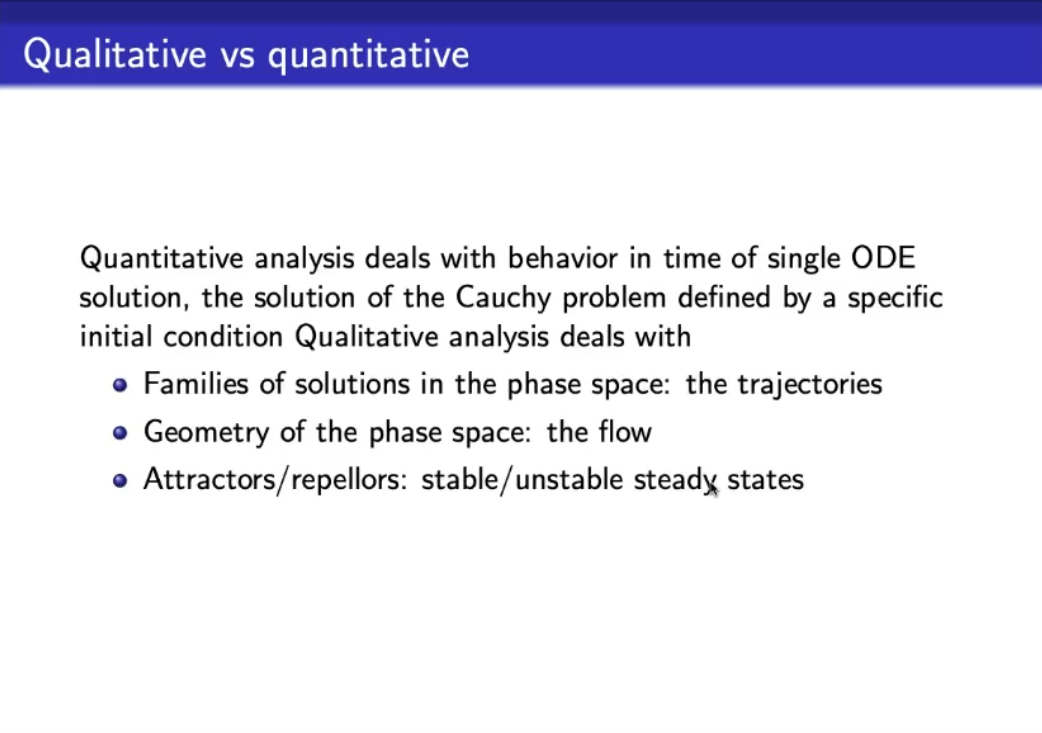 Qualitative vs quantitative
Quantitative analysis deals with behavior in time of single ODE
solution, the solution of the Cauchy problem defined by a specific
initial condition Qualitative analysis deals with
Families of solutions in the phase space: the trajectories
Geometry of the phase space: the flow
Attractors/repellors: stable/unstable steady states